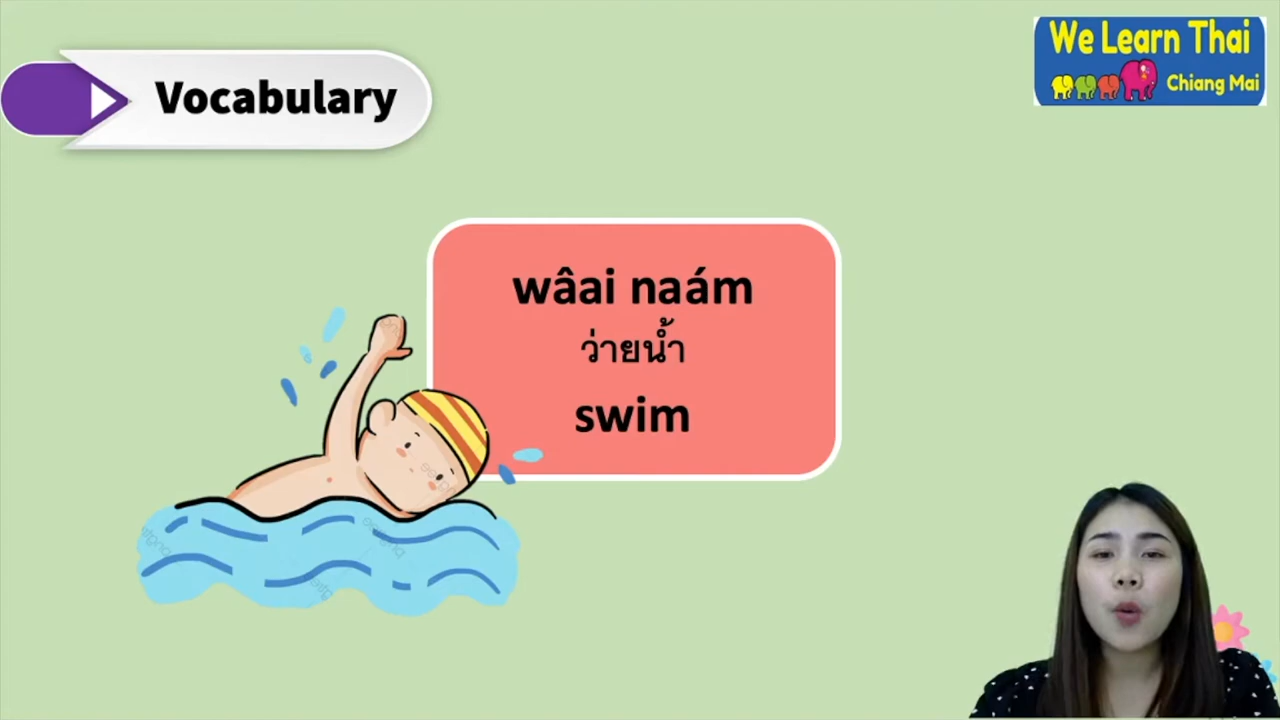 We Learn Thai
Chiang Mai
Vocabulary
wâai naám
ว่ายน้ำ
swim